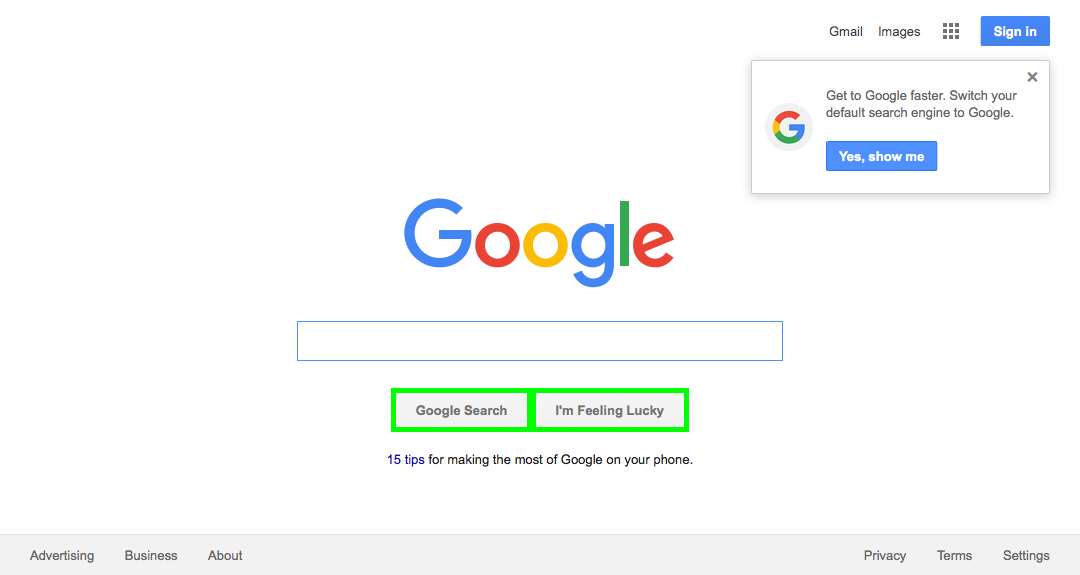 Gmail Images Sign in
Get to Google faster. Switch your
default search engine to Google.
Yes, show me
Google
Google Search I'm Feeling Lucky
15 tips for making the most of Google on your phone.
Advertising Business About Privacy Terms Settings